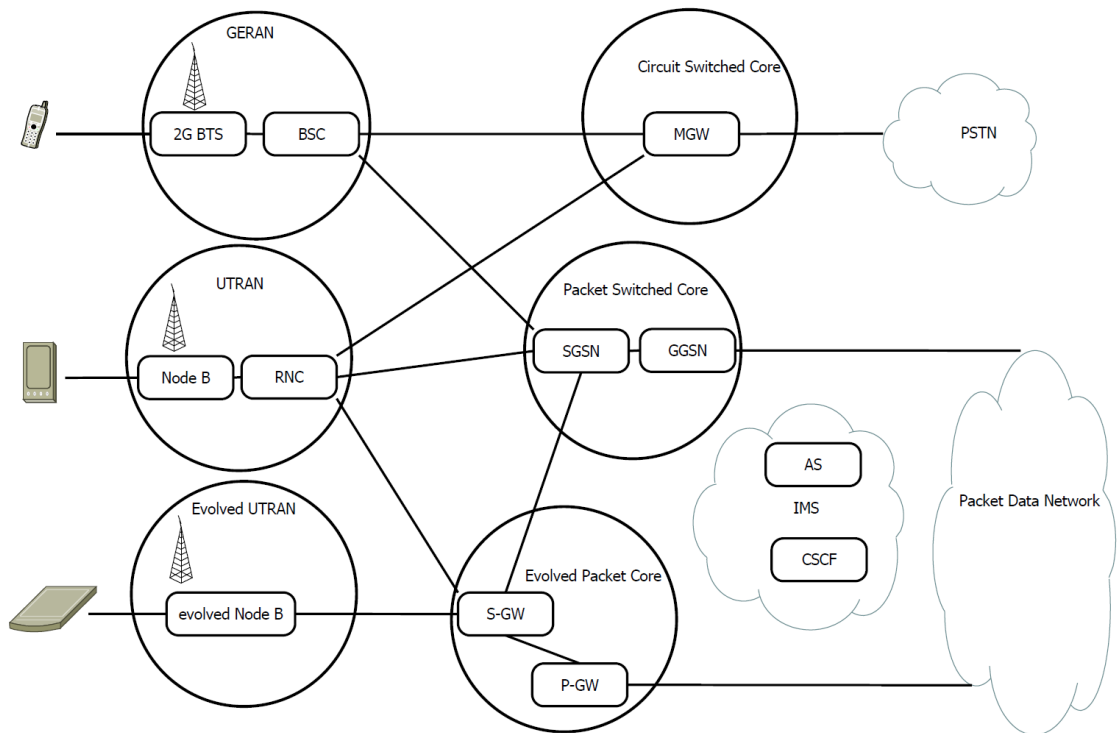 GERAN
Circuit Switched Core
2G BTS
BSC
MGW
PSTN
UTRAN
Packet Switched Core
Node B
RNC
SGSN
GGSN
AS
IMS
CSCF
Packet Data Network
Evolved UTRAN
Evolved Packet Core
evolved Node B
S-GW
P-GW